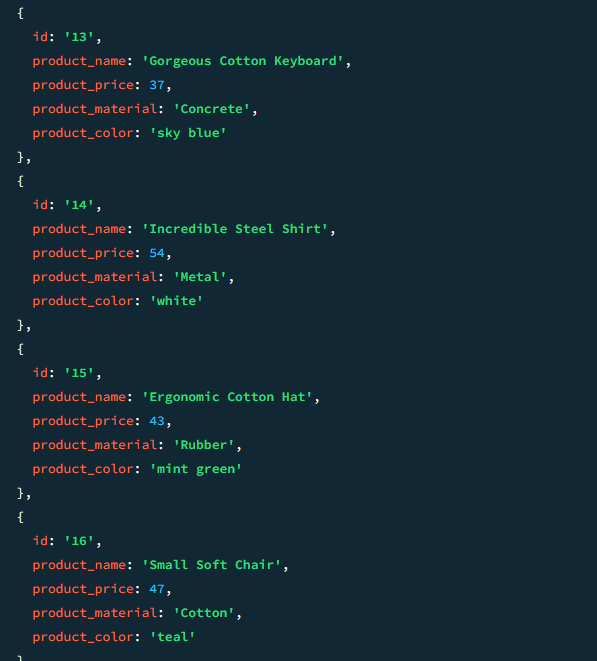 {
id: '13',
product_name: 'Gorgeous Cotton Keyboard',
product_price: 37,
product_material: 'Concrete',
product_color: 'sky blue'
},
{
id: '14',
product_name: 'Incredible Steel Shirt',
product_price: 54,
product_material: 'Metal',
product_color: 'white'
},
{
id: '15',
product_name: 'Ergonomic Cotton Hat',
product_price: 43,
product_material: 'Rubber',
product_color: 'mint green'
},
{
id: '16',
product_name: 'Small Soft Chair',
product_price: 47,
product_material: 'Cotton',
product_color: 'teal'
}